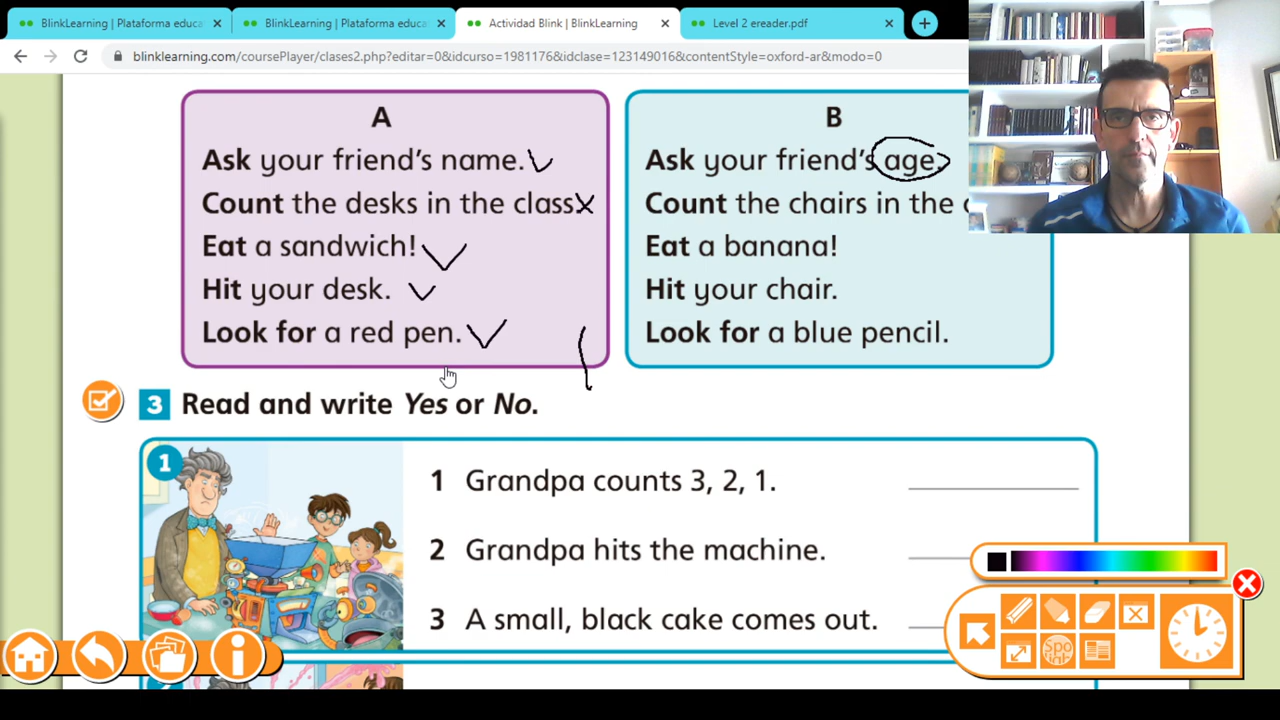 BlinkLearning | Plataforma educa
BlinkLearning | Plataforma educa
Actividad Blink | BlinkLearning
Level 2 ereader.pdf
blinklearning.com/coursePlayer/clases2.php?editar=0&idcurso=1981176&idclase=123149016&contentStyle=oxford-ar&modo=0
A
Ask your friend's name.
Count the desks in the class.
Eat a sandwich!
Hit your desk.
Look for a red pen.
B
Ask your friend's age.
Count the chairs in the
Eat a banana!
Hit your chair.
Look for a blue pencil.
3 Read and write Yes or No.
1
1 Grandpa counts 3, 2, 1.
2 Grandpa hits the machine.
3 A small, black cake comes out.